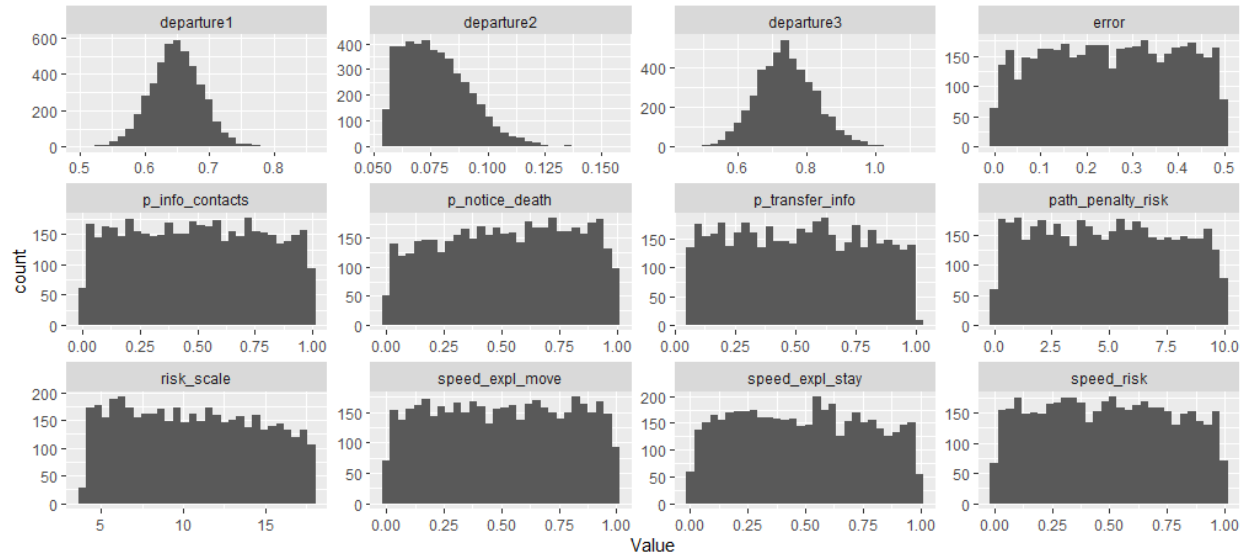 departure1 departure2 departure3 error
600 400 150
400 300 400 100
200 200 200 50
100
0 0 0 0
0.5 0.6 0.7 0.8 0.050 0.075 0.100 0.125 0.150 0.6 0.8 1.0 0.0 0.1 0.2 0.3 0.4 0.5
p_info_contacts p_notice_death p_transfer_info path_penalty_risk
150 150 150 150
100 100 100 100
50 50 50 50
0 0 0 0
0.00 0.25 0.50 0.75 1.00 0.00 0.25 0.50 0.75 1.00 0.00 0.25 0.50 0.75 1.00 0.0 2.5 5.0 7.5 10.0
count
risk_scale speed_expl_move speed_expl_stay speed_risk
200 200
150 150 150 150
100 100 100 100
50 50 50 50
0 0 0 0
5 10 15 0.00 0.25 0.50 0.75 1.00 0.00 0.25 0.50 0.75 1.00 0.00 0.25 0.50 0.75 1.00
Value